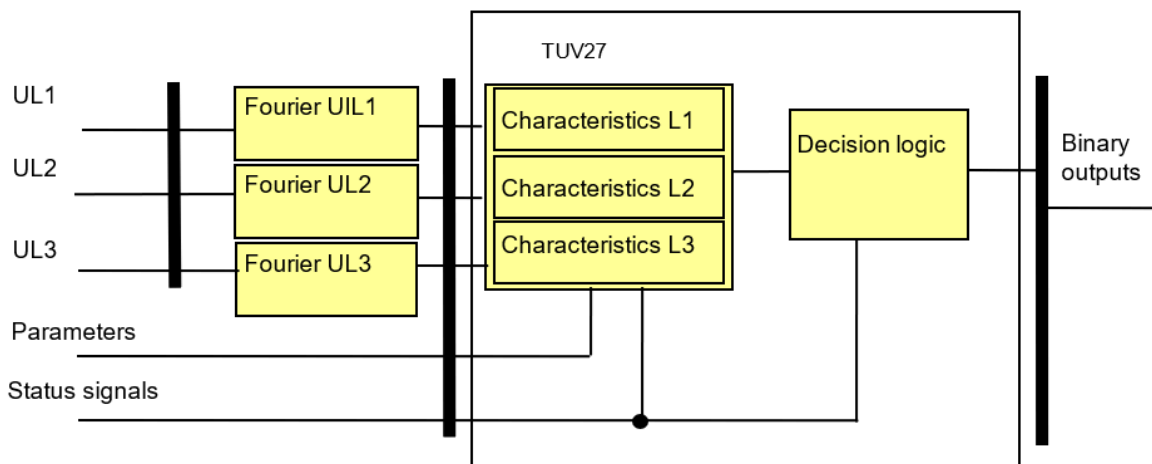 TUV27
UL1
Fourier UIL1
Characteristics L1
Decision logic
Binary
outputs
UL2
Fourier UL2
Characteristics L2
UL3
Fourier UL3
Characteristics L3
Parameters
Status signals